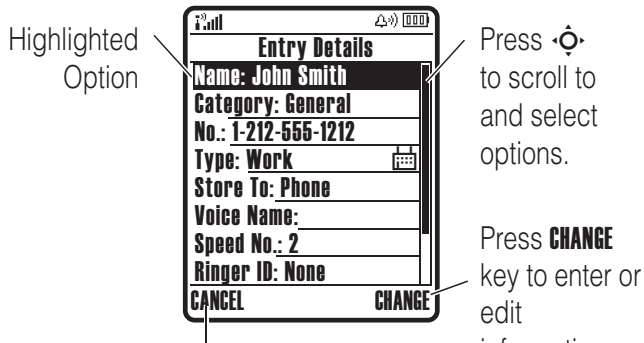 Highlighted
Option
Entry Details
Name: John Smith
Category: General
No.: 1-212-555-1212
Type: Work
Store To: Phone
Voice Name:
Speed No.: 2
Ringer ID: None
CANCEL
CHANGE
Press
to scroll to
and select
options.
Press CHANGE
key to enter or
edit